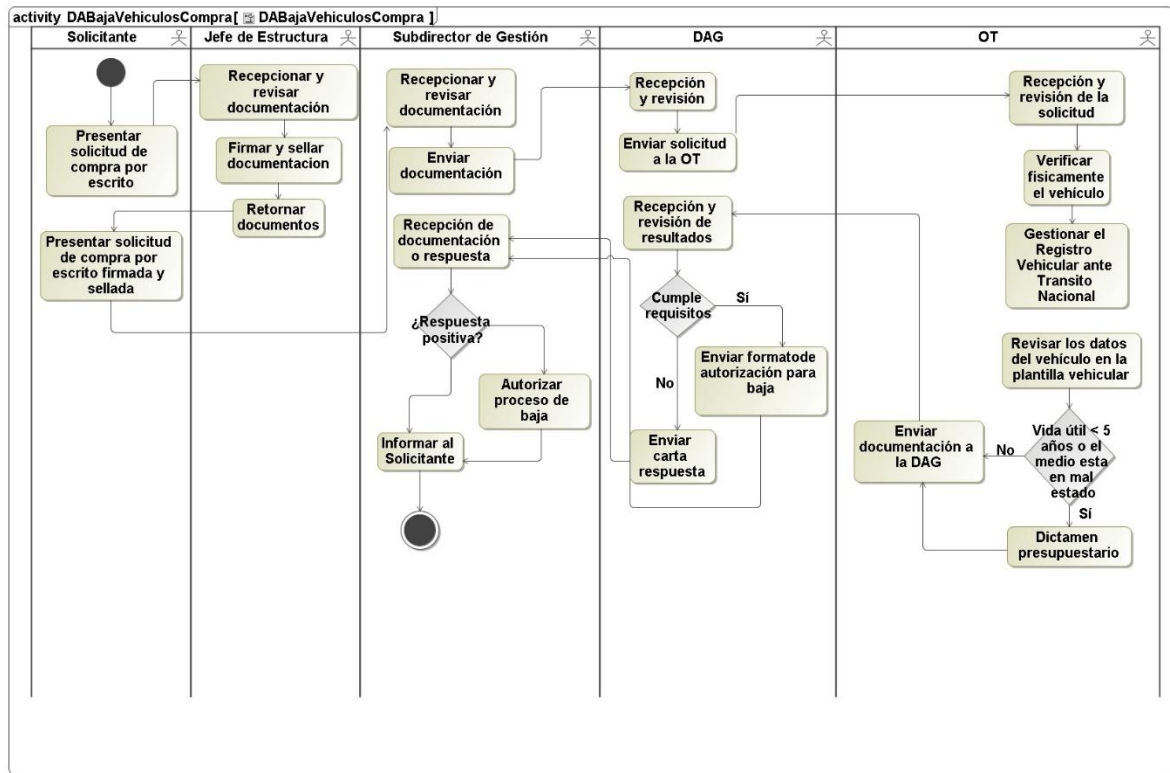 activity DABajaVehiculosCompra[ DABajaVehiculosCompra ]
Solicitante
Jefe de Estructura
Subdirector de Gestión
DAG
OT
Presentar
solicitud de
compra por
escrito
Presentar solicitud
de compra por
escrito firmada y
sellada
Recepcionar y
revisar
documentación
Firmar y sellar
documentacion
Retornar
documentos
Recepcionar y
revisar
documentación
Enviar
documentación
Recepción de
documentación
o respuesta
¿Respuesta
positiva?
Autorizar
proceso de
baja
Informar al
Solicitante
Recepción
y revisión
Enviar solicitud
a la OT
Recepción y
revisión de
resultados
Cumple
requisitos
Sí
No
Enviar formatode
autorización para
baja
Enviar
carta
respuesta
Recepción y
revisión de la
solicitud
Verificar
fisicamente
el vehículo
Gestionar el
Registro
Vehicular ante
Transito
Nacional
Revisar los datos
del vehículo en la
plantilla vehicular
Vida útil < 5
años o el
medio esta
en mal
estado
No
Sí
Enviar
documentación a
la DAG
Dictamen
presupuestario